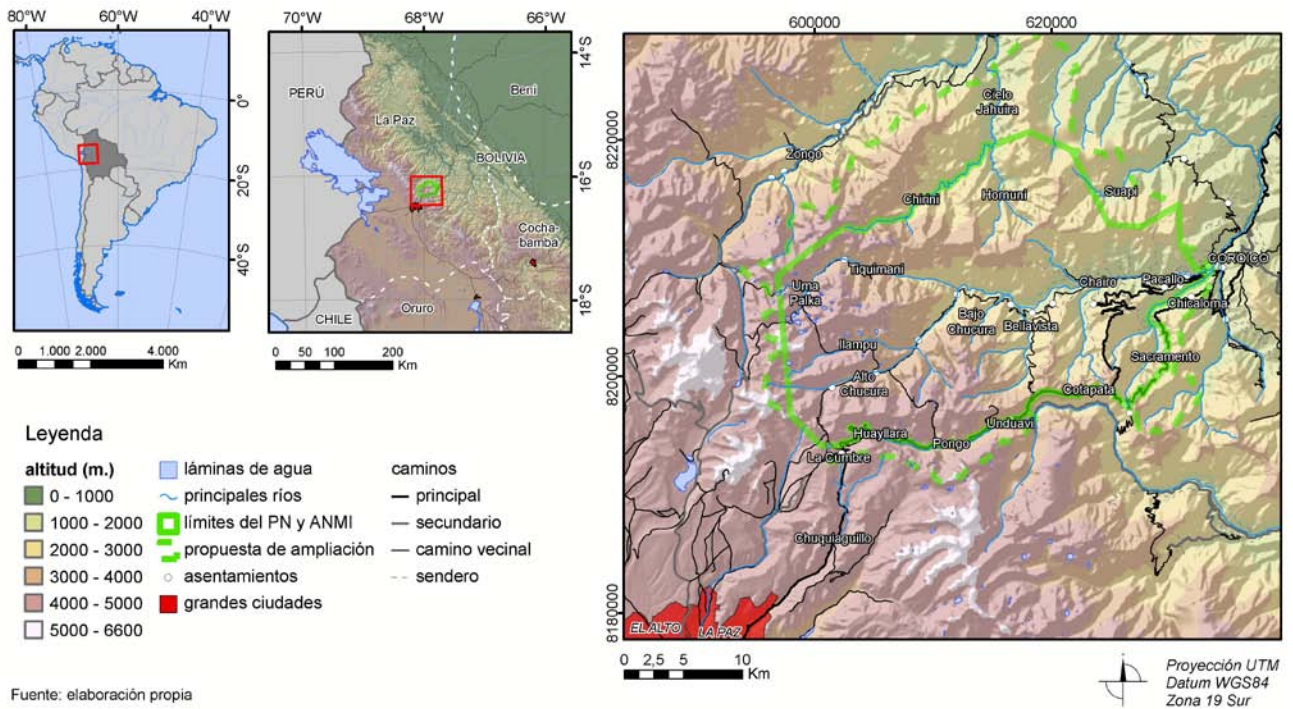 80°W 60°W 40°W
0°
20°S
40°S
0 1.000 2.000 4.000
Km
70°W 68°W 66°W
14°S
16°S
18°S
PERÚ
La Paz
Beni
BOLIVIA
Cocha-
bamba
Oruro
CHILE
0 50 100 200
Km
600000 620000
8220000
8200000
8180000
Cielo
Jahuira
Zongo
Chirini
Hornuni
Suapi
COROICO
Tiquimani
Chairo
Pacallo
Uma
Palka
Chicaloma
Bajo
Chucura
Bellavista
Ilampu
Sacramento
Alto
Chucura
Cotapata
Unduavi
Huayllara
Pongo
La Cumbre
Chuquiaguillo
EL ALTO
LA PAZ
0 2,5 5 10
Km
Leyenda
altitud (m.)
0 - 1000
1000 - 2000
2000 - 3000
3000 - 4000
4000 - 5000
5000 - 6600
láminas de agua
principales ríos
límites del PN y ANMI
propuesta de ampliación
asentamientos
grandes ciudades
caminos
principal
secundario
camino vecinal
sendero
Fuente: elaboración propia
Proyección UTM
Datum WGS84
Zona 19 Sur